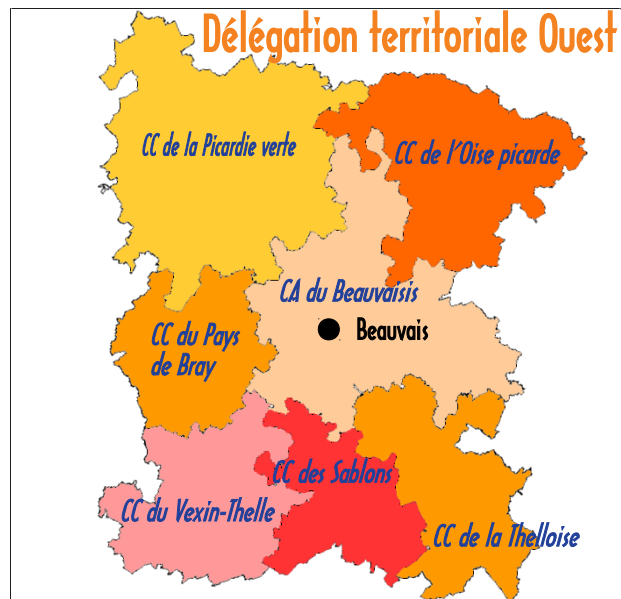 Délégation territoriale Ouest
CC de la Picardie verte
CC de l'Oise picarde
CA du Beauvaisis
Beauvais
CC du Pays
de Bray
CC des Sablons
CC du Vexin-Thelle
CC de la Thelloise